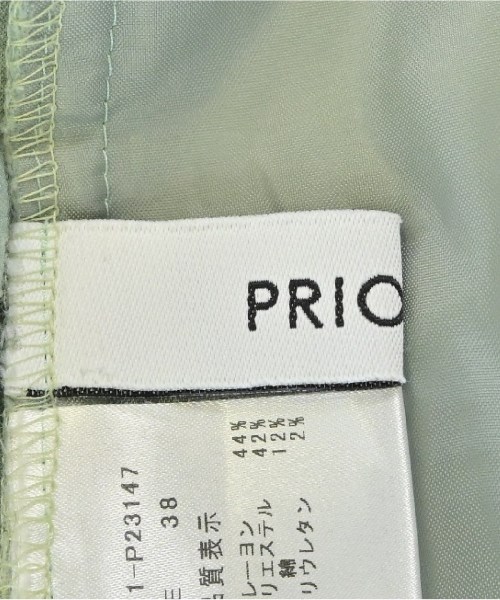 PRIO
1-P23147
38
品質表示
レーヨン 44%
リエステル 42%
綿 12%
リウレタン 2%